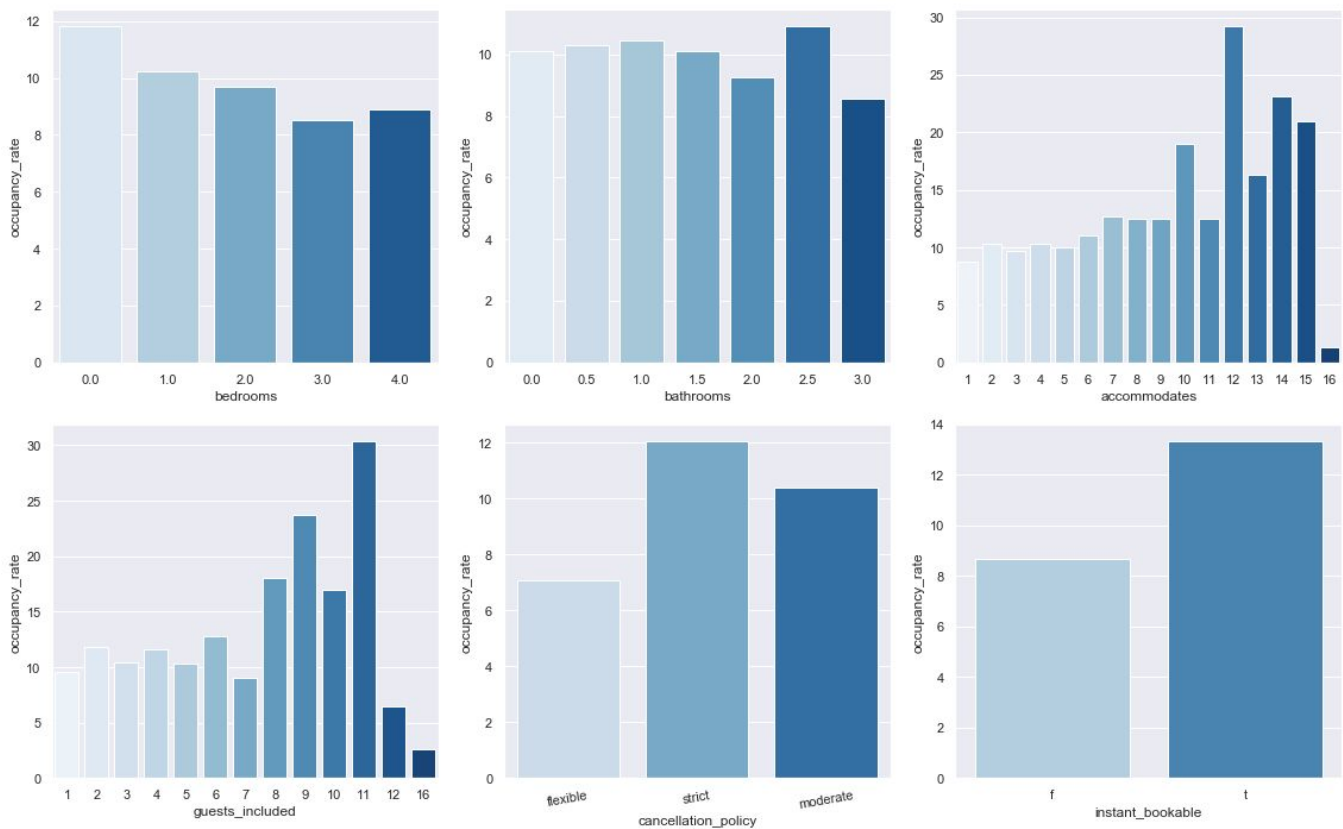 12
10
8
6
4
2
0
occupancy_rate
0.0 1.0 2.0 3.0 4.0
bedrooms
10
8
6
4
2
0
occupancy_rate
0.0 0.5 1.0 1.5 2.0 2.5 3.0
bathrooms
30
25
20
15
10
5
0
occupancy_rate
1 2 3 4 5 6 7 8 9 10 11 12 13 14 15 16
accommodates
30
25
20
15
10
5
0
occupancy_rate
1 2 3 4 5 6 7 8 9 10 11 12 16
guests_included
12
10
8
6
4
2
0
occupancy_rate
flexible strict moderate
cancellation_policy
14
12
10
8
6
4
2
0
occupancy_rate
f t
instant_bookable